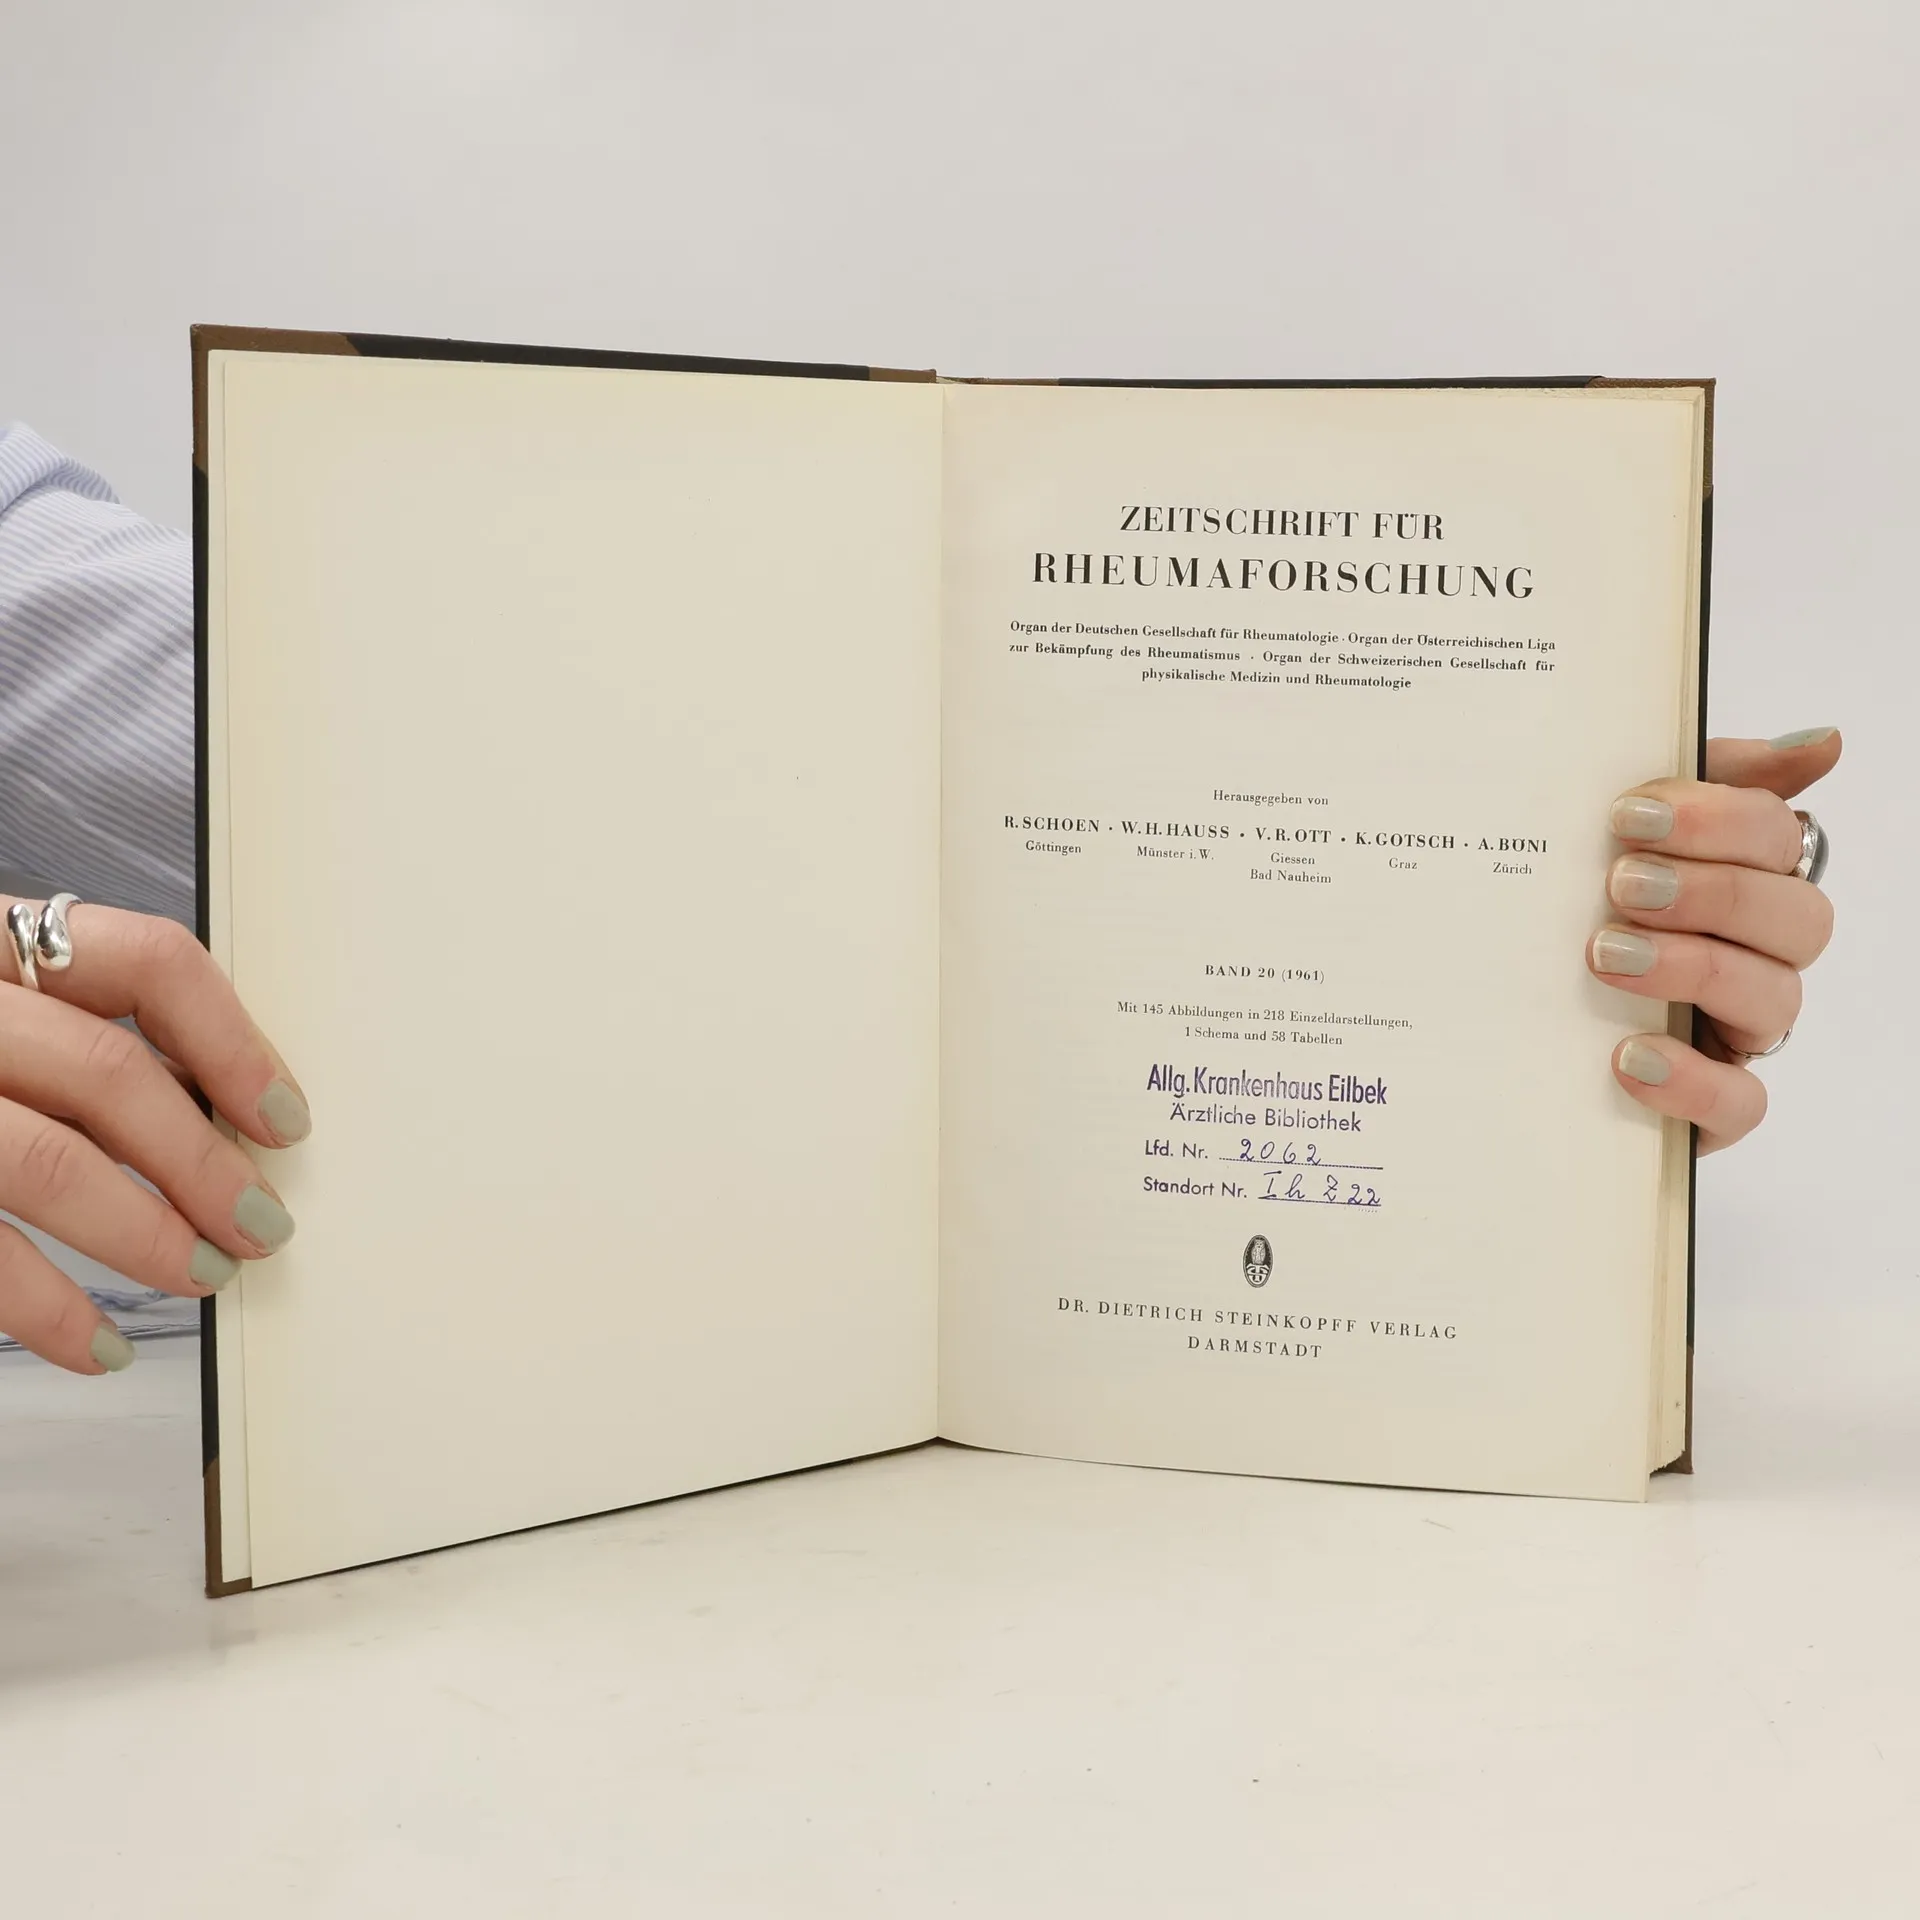 ZEITSCHRIFT FÜR
RHEUMAFORSCHUNG
Organ der Deutschen Gesellschaft für Rheumatologie · Organ der Österreichischen Liga
zur Bekämpfung des Rheumatismus · Organ der Schweizerischen Gesellschaft für
physikalische Medizin und Rheumatologie
Herausgegeben von
R. SCHOEN · W. H. HAUSS · V. R. OTT · K. GOTSCH · A. BÖNI
Göttingen Münster i. W. Giessen Graz Zürich
Bad Nauheim
BAND 20 (1961)
Mit 145 Abbildungen in 218 Einzeldarstellungen,
1 Schema und 58 Tabellen
Allg. Krankenhaus Eilbek
Ärztliche Bibliothek
Lfd. Nr. 2062
Standort Nr. I h Z 22
DR. DIETRICH STEINKOPFF VERLAG
DARMSTADT